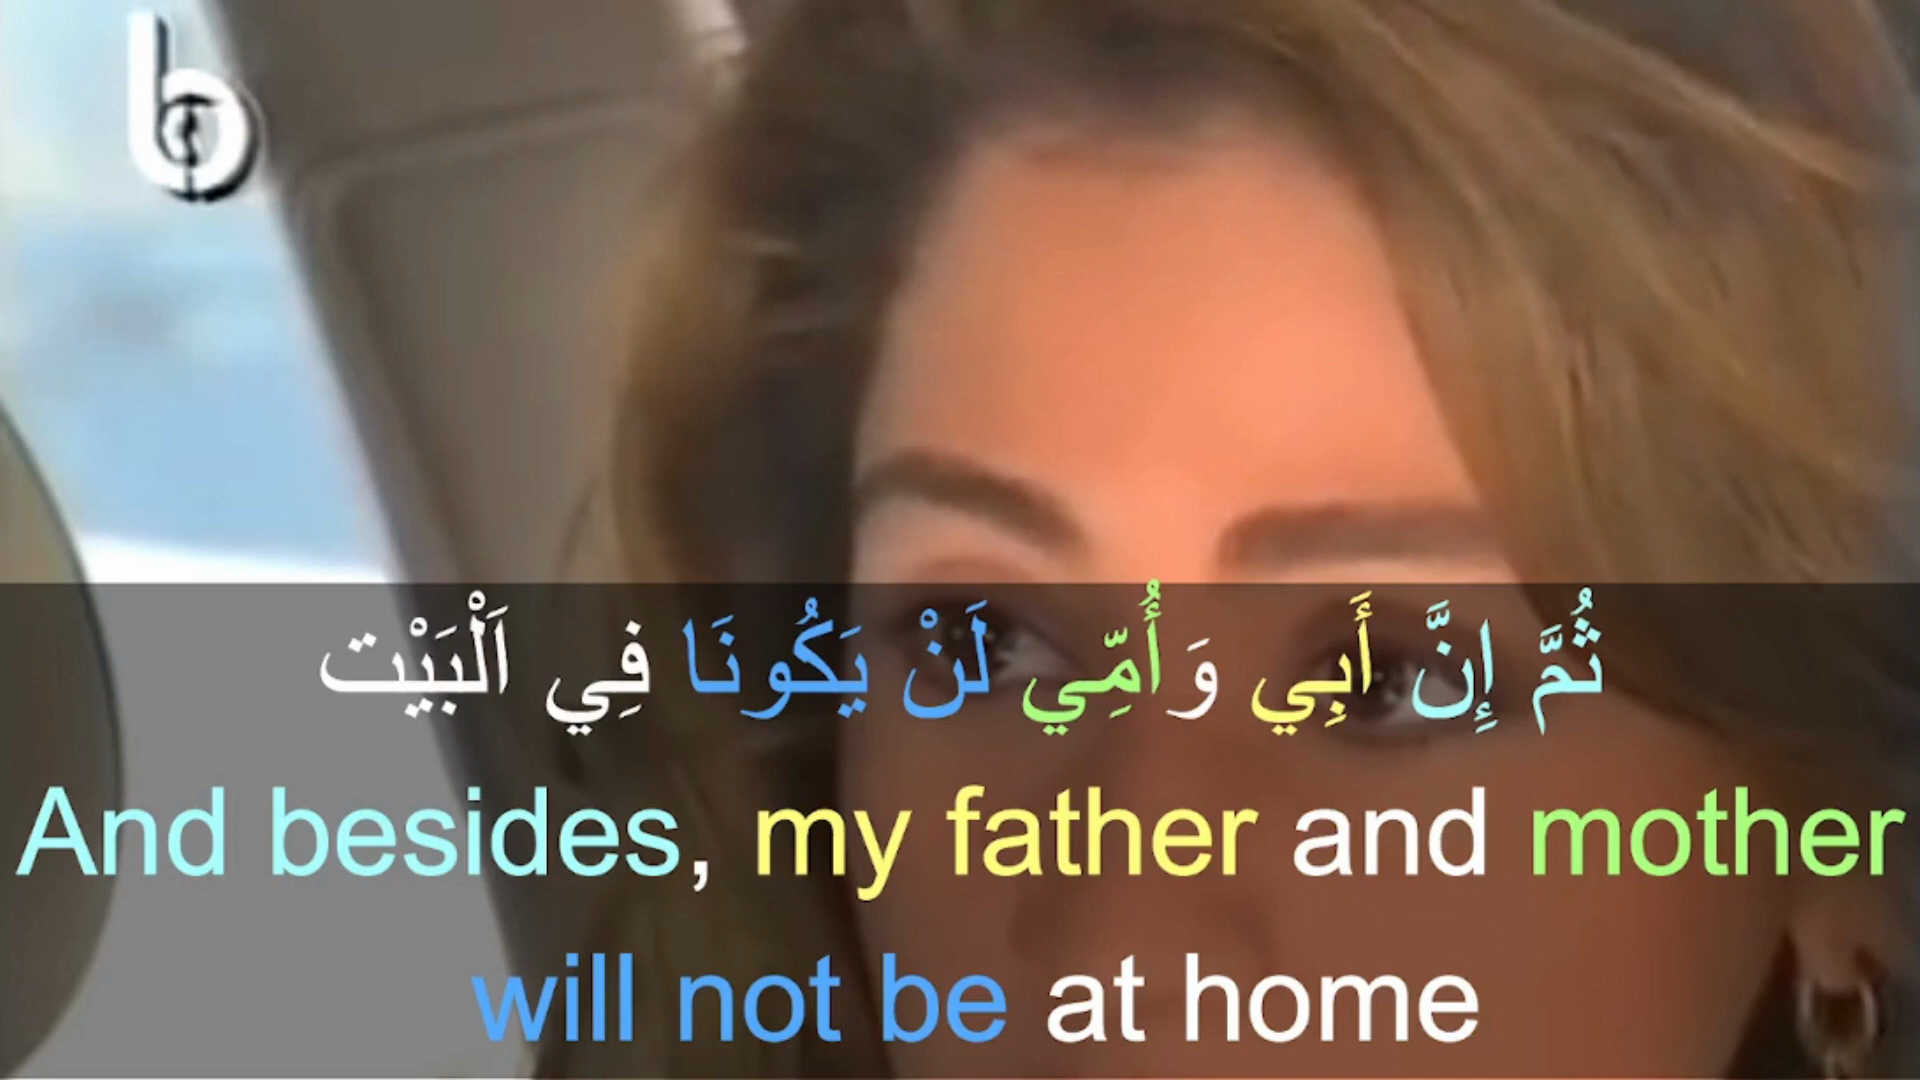 b
ثُمَّ إِنَّ أَبِي وَ أُمِّي لَنْ يَكُونَا فِي اَلْبَيْت
And besides, my father and mother
will not be at home